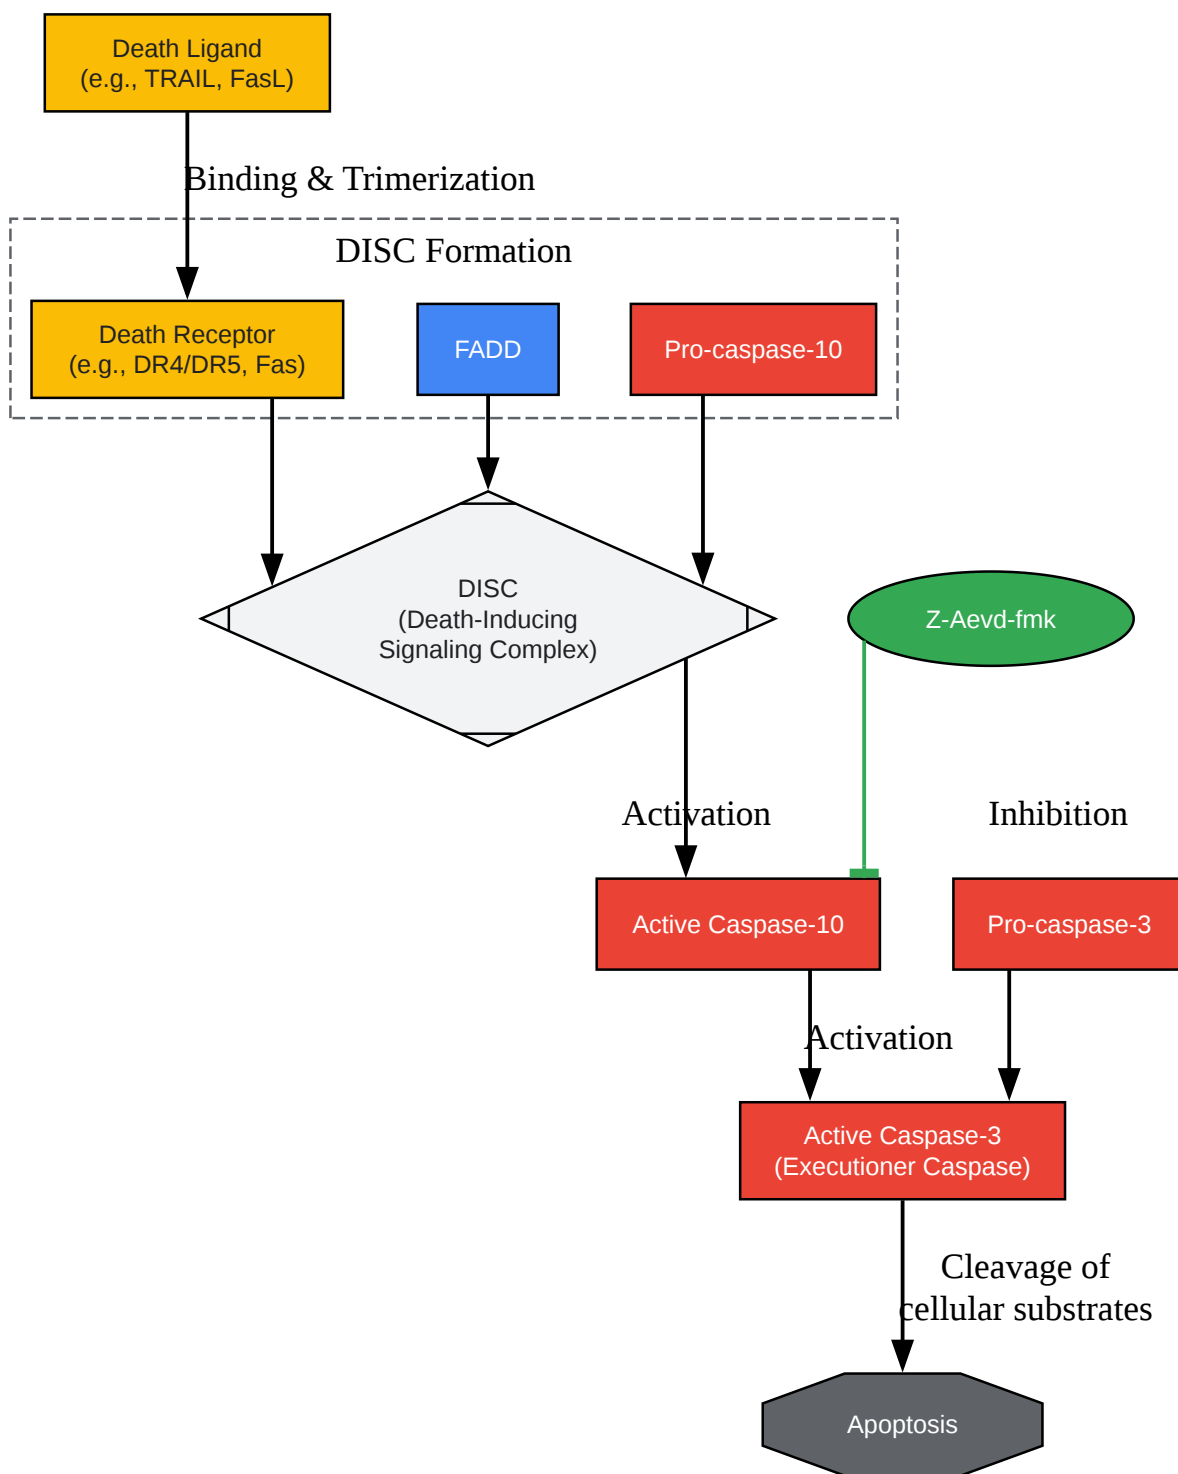 Death Ligand
(e.g., TRAIL, FasL)
Binding & Trimerization
DISC Formation
Death Receptor
(e.g., DR4/DR5, Fas)
FADD
Pro-caspase-10
DISC
(Death-Inducing
Signaling Complex)
Z-Aevd-fmk
Activation
Inhibition
Active Caspase-10
Pro-caspase-3
Activation
Active Caspase-3
(Executioner Caspase)
Cleavage of
cellular substrates
Apoptosis